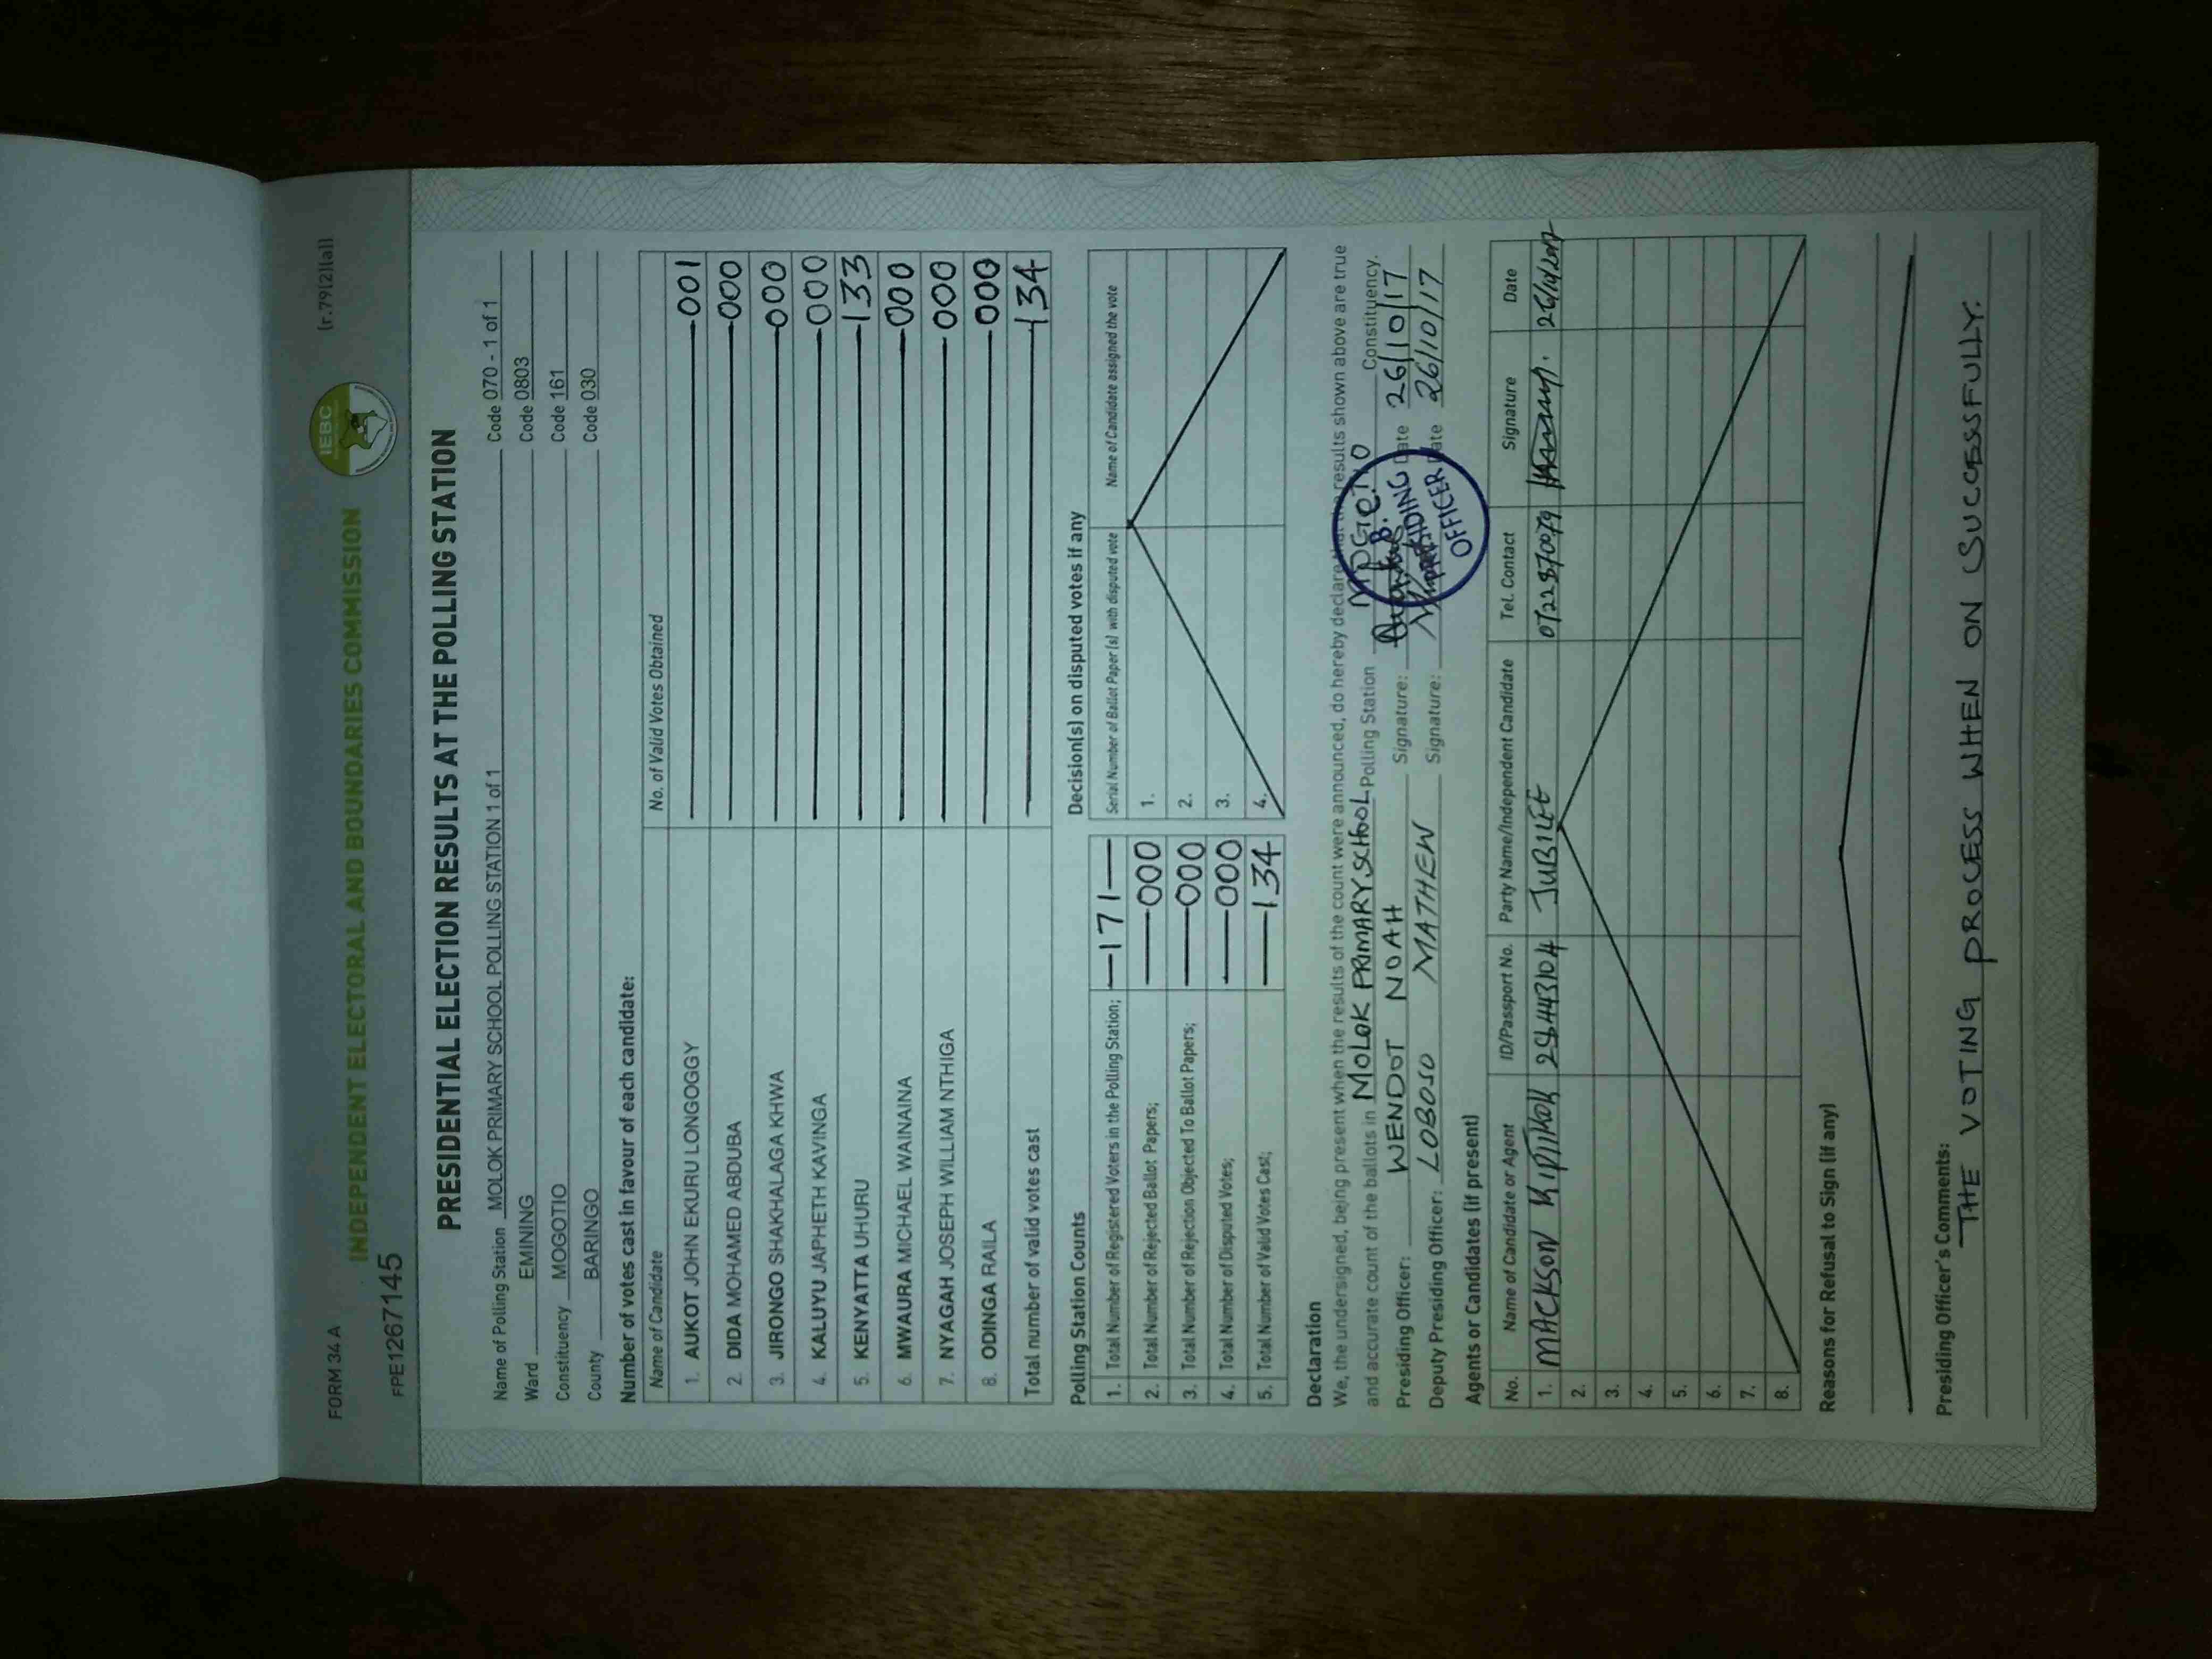 FORM 34 A
(r.79(2)(a))
IEBC
INDEPENDENT ELECTORAL AND BOUNDARIES COMMISSION
FPE1267145
PRESIDENTIAL ELECTION RESULTS AT THE POLLING STATION
Name of Polling Station MOLOK PRIMARY SCHOOL POLLING STATION 1 of 1 Code 070 - 1 of 1
Ward EMINING Code 0803
Constituency MOGOTIO Code 161
County BARINGO Code 030
Number of votes cast in favour of each candidate:
Name of Candidate No. of Valid Votes Obtained
1. AUKOT JOHN EKURU LONGOGGY 001
2. DIDA MOHAMED ABDUBA 000
3. JIRONGO SHAKHALAGA KHWA 000
4. KALUYU JAPHETH KAVINGA 000
5. KENYATTA UHURU 133
6. MWAURA MICHAEL WAINAINA 000
7. NYAGAH JOSEPH WILLIAM NTHIGA 000
8. ODINGA RAILA 000
Total number of valid votes cast 134
Polling Station Counts
1. Total Number of Registered Voters in the Polling Station; 171
2. Total Number of Rejected Ballot Papers; 000
3. Total Number of Rejection Objected To Ballot Papers; 000
4. Total Number of Disputed Votes; 000
5. Total Number of Valid Votes Cast; 134
Decision(s) on disputed votes if any
Serial Number of Ballot Paper (s) with disputed vote Name of Candidate assigned the vote
1.
2.
3.
4.
Declaration
We, the undersigned, being present when the results of the count were announced, do hereby declare that the results shown above are true
and accurate count of the ballots in MOLOK PRIMARY SCHOOL Polling Station MOGOTIO Constituency.
Presiding Officer: WENDOT NOAH Signature: Date 26/10/17
Deputy Presiding Officer: LOBOSO MATHEW Signature: Date 26/10/17
PRESIDING
OFFICER
Agents or Candidates (if present)
No. Name of Candidate or Agent ID/Passport No. Party Name/Independent Candidate Tel. Contact Signature Date
1. MACKSON JUBILEE 26/10/2017
2.
3.
4.
5.
6.
7.
8.
Reasons for Refusal to Sign (if any)
Presiding Officer's Comments:
THE VOTING PROCESS WHEN ON SUCCESSFULLY.